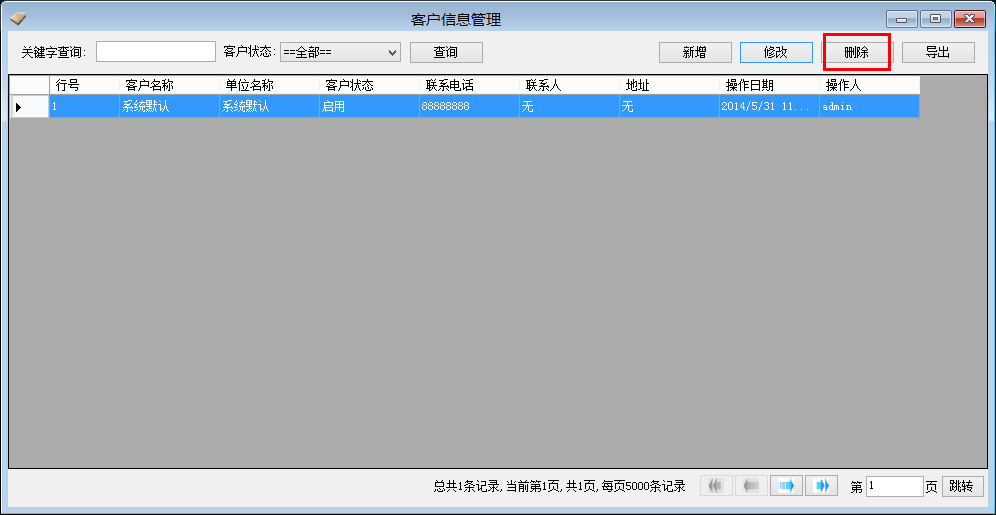 客户信息管理
关键字查询: 客户状态: ==全部== 查询 新增 修改 删除 导出
行号 客户名称 单位名称 客户状态 联系电话 联系人 地址 操作日期 操作人
1 系统默认 系统默认 启用 88888888 无 无 2014/5/31 11... admin
总共1条记录, 当前第1页, 共1页, 每页5000条记录 第 1 页 跳转